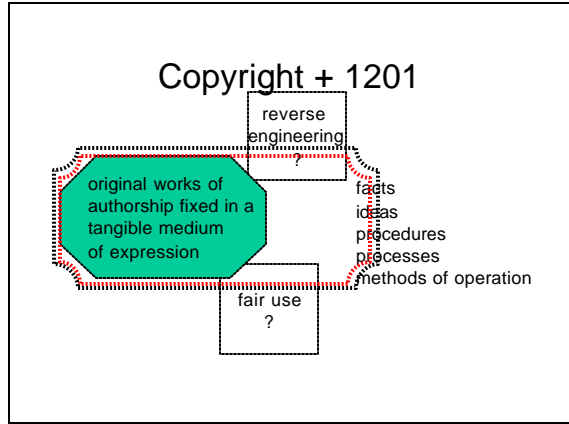 Copyright + 1201
reverse
engineering
?
original works of
authorship fixed in a
tangible medium
of expression
facts
ideas
procedures
processes
methods of operation
fair use
?